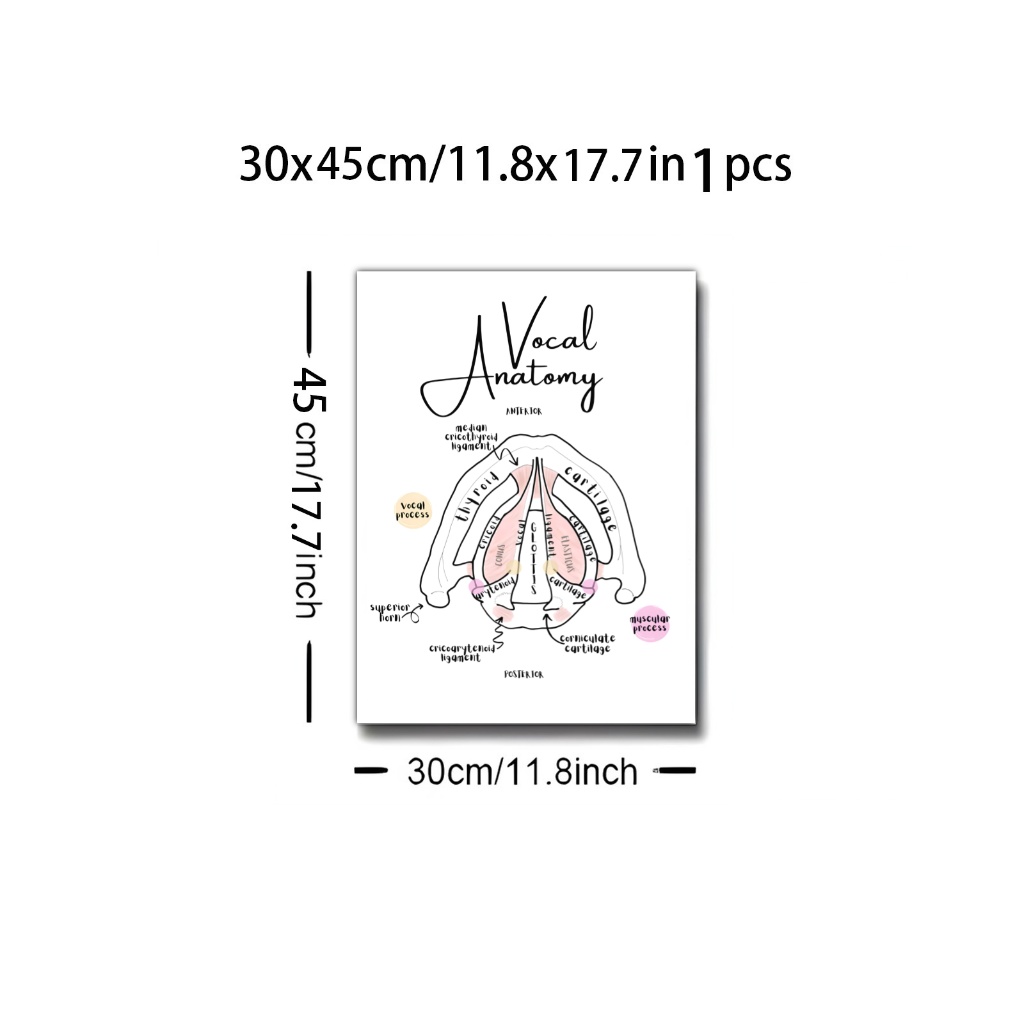 30x45cm/11.8x17.7in 1 pcs
45cm/17.7inch
Vocal
Anatomy
ANTERIOR
median
cricothyroid
ligament
thyroid
cartilage
vocal
process
cricoid
vocal
GLOTTIS
ligament
cartilage
CONUS
ELASTICUS
arytenoid
cartilage
superior
horn
muscular
process
cricoarytenoid
ligament
corniculate
cartilage
POSTERIOR
30cm/11.8inch